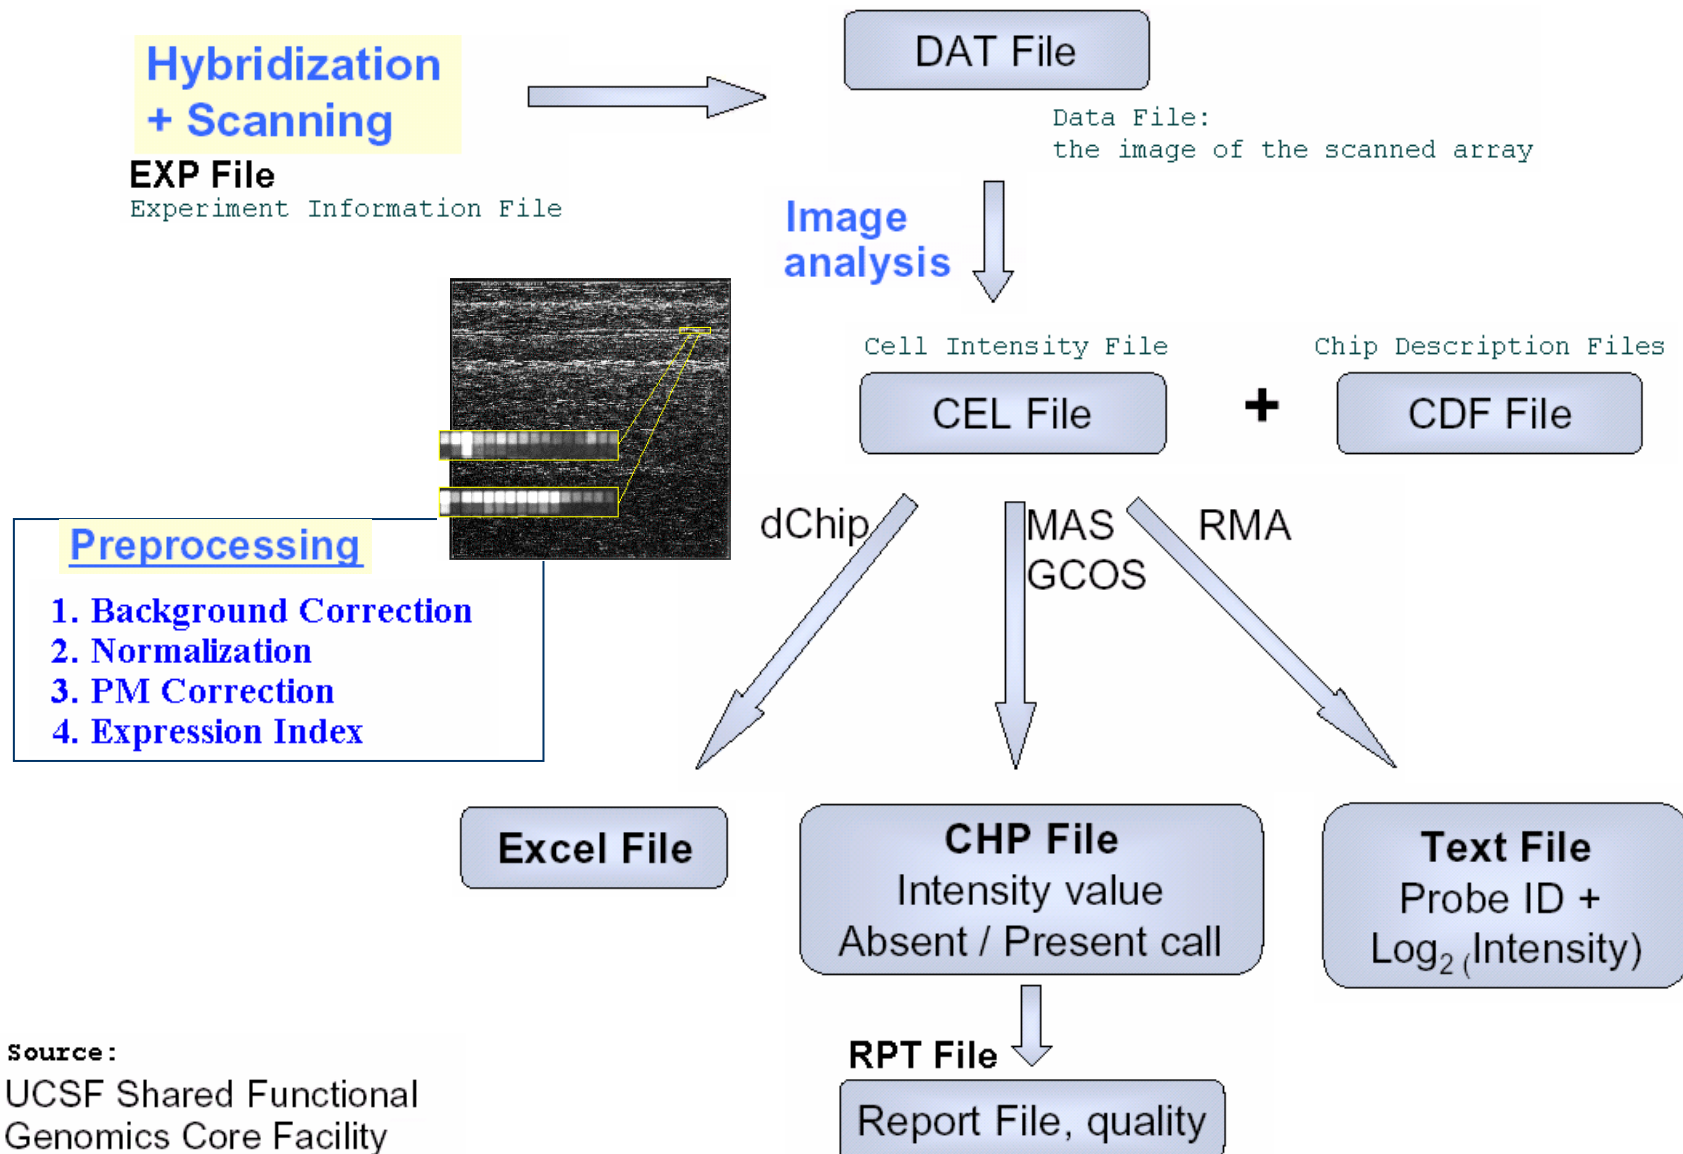 Hybridization
+ Scanning
EXP File
Experiment Information File
DAT File
Data File:
the image of the scanned array
Image
analysis
Cell Intensity File
CEL File
+
Chip Description Files
CDF File
dChip
MAS
GCOS
RMA
Preprocessing
1. Background Correction
2. Normalization
3. PM Correction
4. Expression Index
Excel File
CHP File
Intensity value
Absent / Present call
Text File
Probe ID +
Log2 (Intensity)
RPT File
Report File, quality
Source:
UCSF Shared Functional
Genomics Core Facility